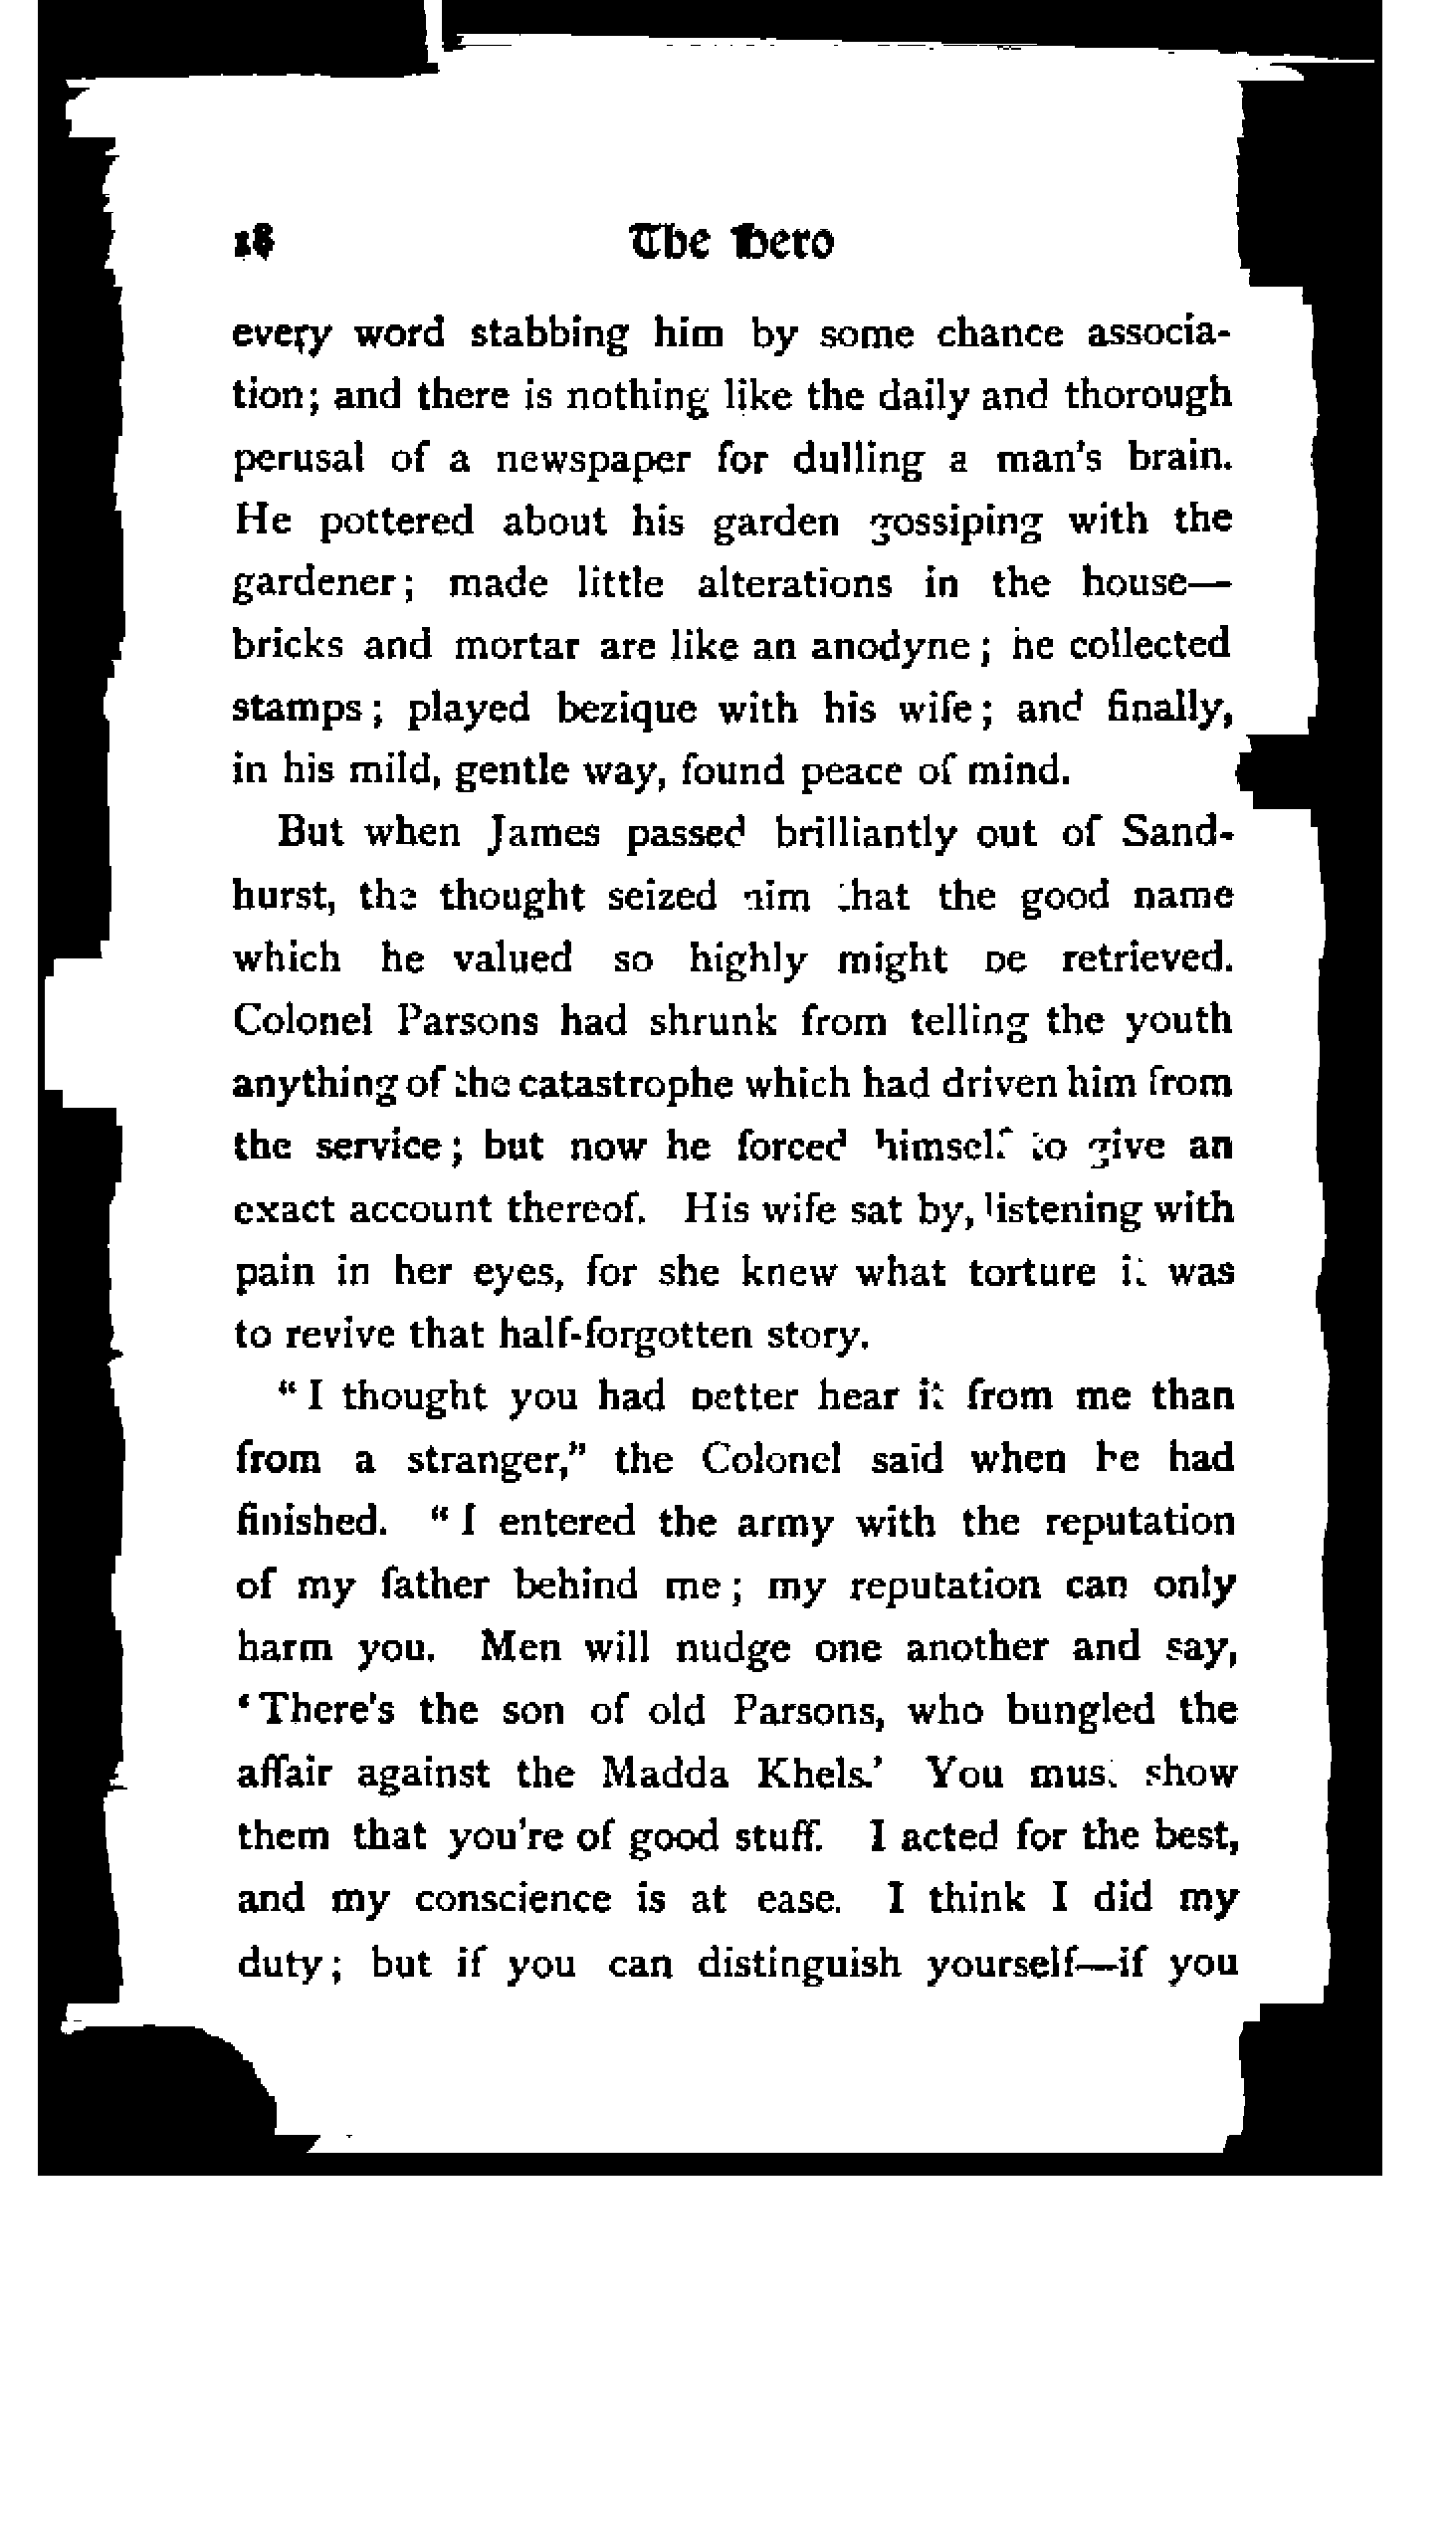 18 The Hero
every word stabbing him by some chance associa-
tion; and there is nothing like the daily and thorough
perusal of a newspaper for dulling a man's brain.
He pottered about his garden gossiping with the
gardener; made little alterations in the house—
bricks and mortar are like an anodyne; he collected
stamps; played bezique with his wife; and finally,
in his mild, gentle way, found peace of mind.
But when James passed brilliantly out of Sand-
hurst, the thought seized him that the good name
which he valued so highly might be retrieved.
Colonel Parsons had shrunk from telling the youth
anything of the catastrophe which had driven him from
the service; but now he forced himself to give an
exact account thereof. His wife sat by, listening with
pain in her eyes, for she knew what torture it was
to revive that half-forgotten story.
"I thought you had better hear it from me than
from a stranger," the Colonel said when he had
finished. "I entered the army with the reputation
of my father behind me; my reputation can only
harm you. Men will nudge one another and say,
'There's the son of old Parsons, who bungled the
affair against the Madda Khels.' You must show
them that you're of good stuff. I acted for the best,
and my conscience is at ease. I think I did my
duty; but if you can distinguish yourself—if you